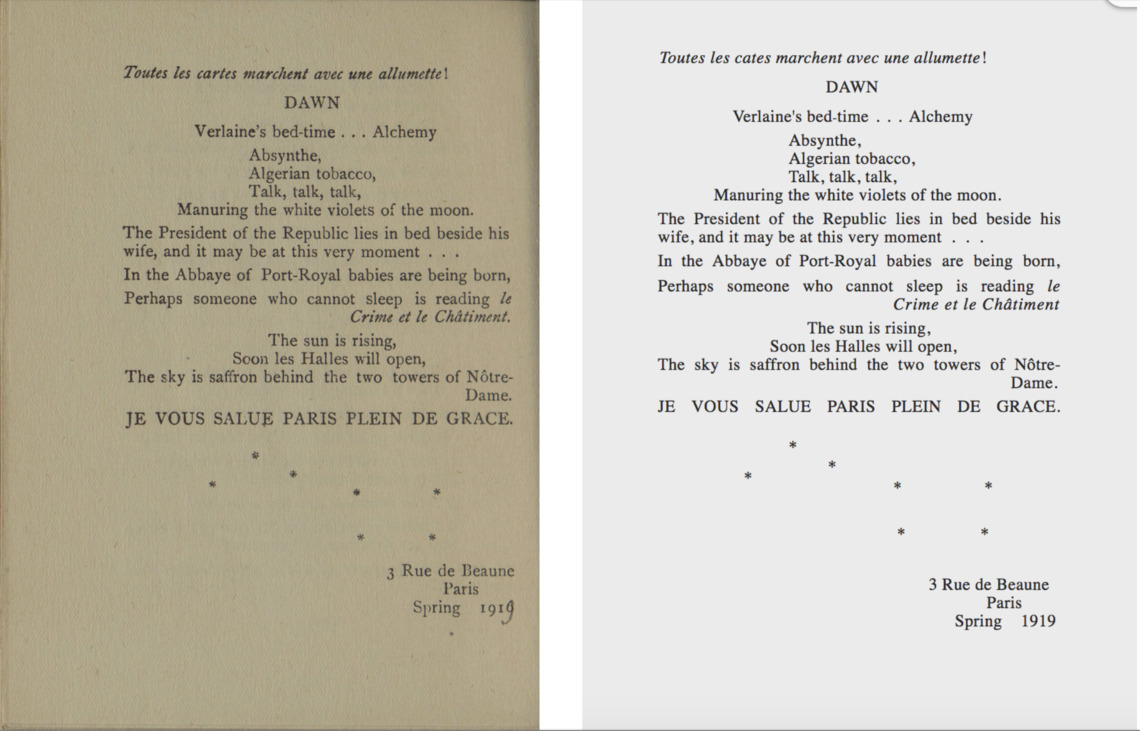 Toutes les cartes marchent avec une allumette!
DAWN
Verlaine's bed-time . . . Alchemy
Absynthe,
Algerian tobacco,
Talk, talk, talk,
Manuring the white violets of the moon.
The President of the Republic lies in bed beside his
wife, and it may be at this very moment . . .
In the Abbaye of Port-Royal babies are being born,
Perhaps someone who cannot sleep is reading le
Crime et le Châtiment.
The sun is rising,
Soon les Halles will open,
The sky is saffron behind the two towers of Nôtre-
Dame.
JE VOUS SALUE PARIS PLEIN DE GRACE.
*
*
* * *
* *
3 Rue de Beaune
Paris
Spring 1919
Toutes les cates marchent avec une allumette!
DAWN
Verlaine's bed-time . . . Alchemy
Absynthe,
Algerian tobacco,
Talk, talk, talk,
Manuring the white violets of the moon.
The President of the Republic lies in bed beside his
wife, and it may be at this very moment . . .
In the Abbaye of Port-Royal babies are being born,
Perhaps someone who cannot sleep is reading le
Crime et le Châtiment
The sun is rising,
Soon les Halles will open,
The sky is saffron behind the two towers of Nôtre-
Dame.
JE VOUS SALUE PARIS PLEIN DE GRACE.
*
*
* * *
* *
3 Rue de Beaune
Paris
Spring 1919